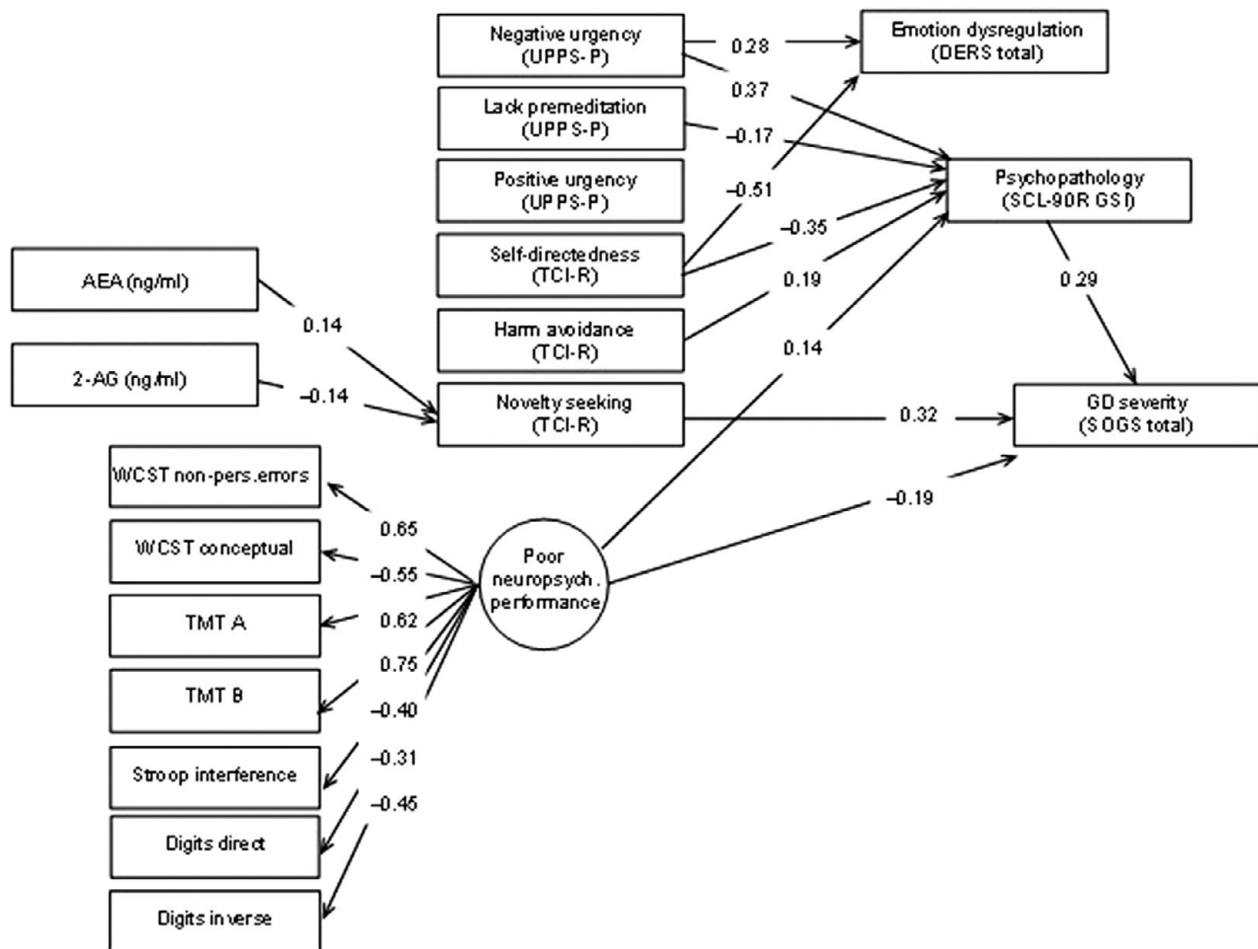 Negative urgency
(UPPS-P)
0.28
Emotion dysregulation
(DERS total)
0.37
Lack premeditation
(UPPS-P)
–0.17
Positive urgency
(UPPS-P)
–0.51
Psychopathology
(SCL-90R GSI)
Self-directedness
(TCI-R)
–0.35
AEA (ng/ml)
0.19
0.29
0.14
Harm avoidance
(TCI-R)
0.14
2-AG (ng/ml)
–0.14
Novelty seeking
(TCI-R)
0.32
GD severity
(SOGS total)
WCST non-pers.errors
–0.19
0.65
WCST conceptual
–0.55
Poor
neuropsych.
performance
TMT A
0.62
0.75
TMT B
–0.40
–0.31
Stroop interference
–0.45
Digits direct
Digits inverse